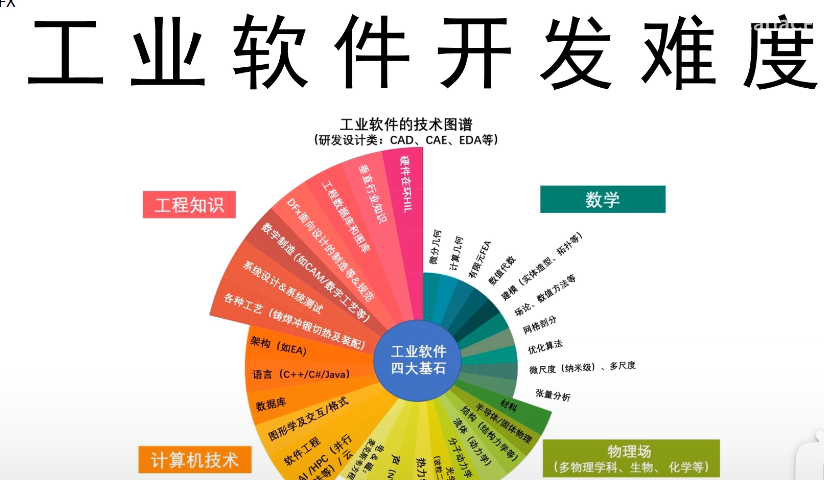 FX
工业软件开发难度
工业软件的技术图谱
(研发设计类：CAD、CAE、EDA等)
工程知识
数学
硬件在环HIL
垂直行业知识
工程数据库和图库
DFx面向设计的制造等&规范
数字制造 (如CAM/数字工艺等)
系统设计&系统测试
各种工艺 (铸焊冲锻切热及装配)
微分几何
计算几何
有限元FEA
数值代数
建模 (实体造型、拓扑等)
场论、数值方法等
网格剖分
优化算法
微尺度 (纳米级) 、多尺度
张量分析
工业软件
四大基石
架构 (如EA)
语言 (C++/C#/Java)
数据库
图形学及交互/格式
软件工程
AI /HPC (并行
等) / 云
材料
半导体/固体物理
结构 (结构力学等)
流体 (动力学)
分子动力学
热力
计算机技术
物理场
(多物理学科、生物、化学等)